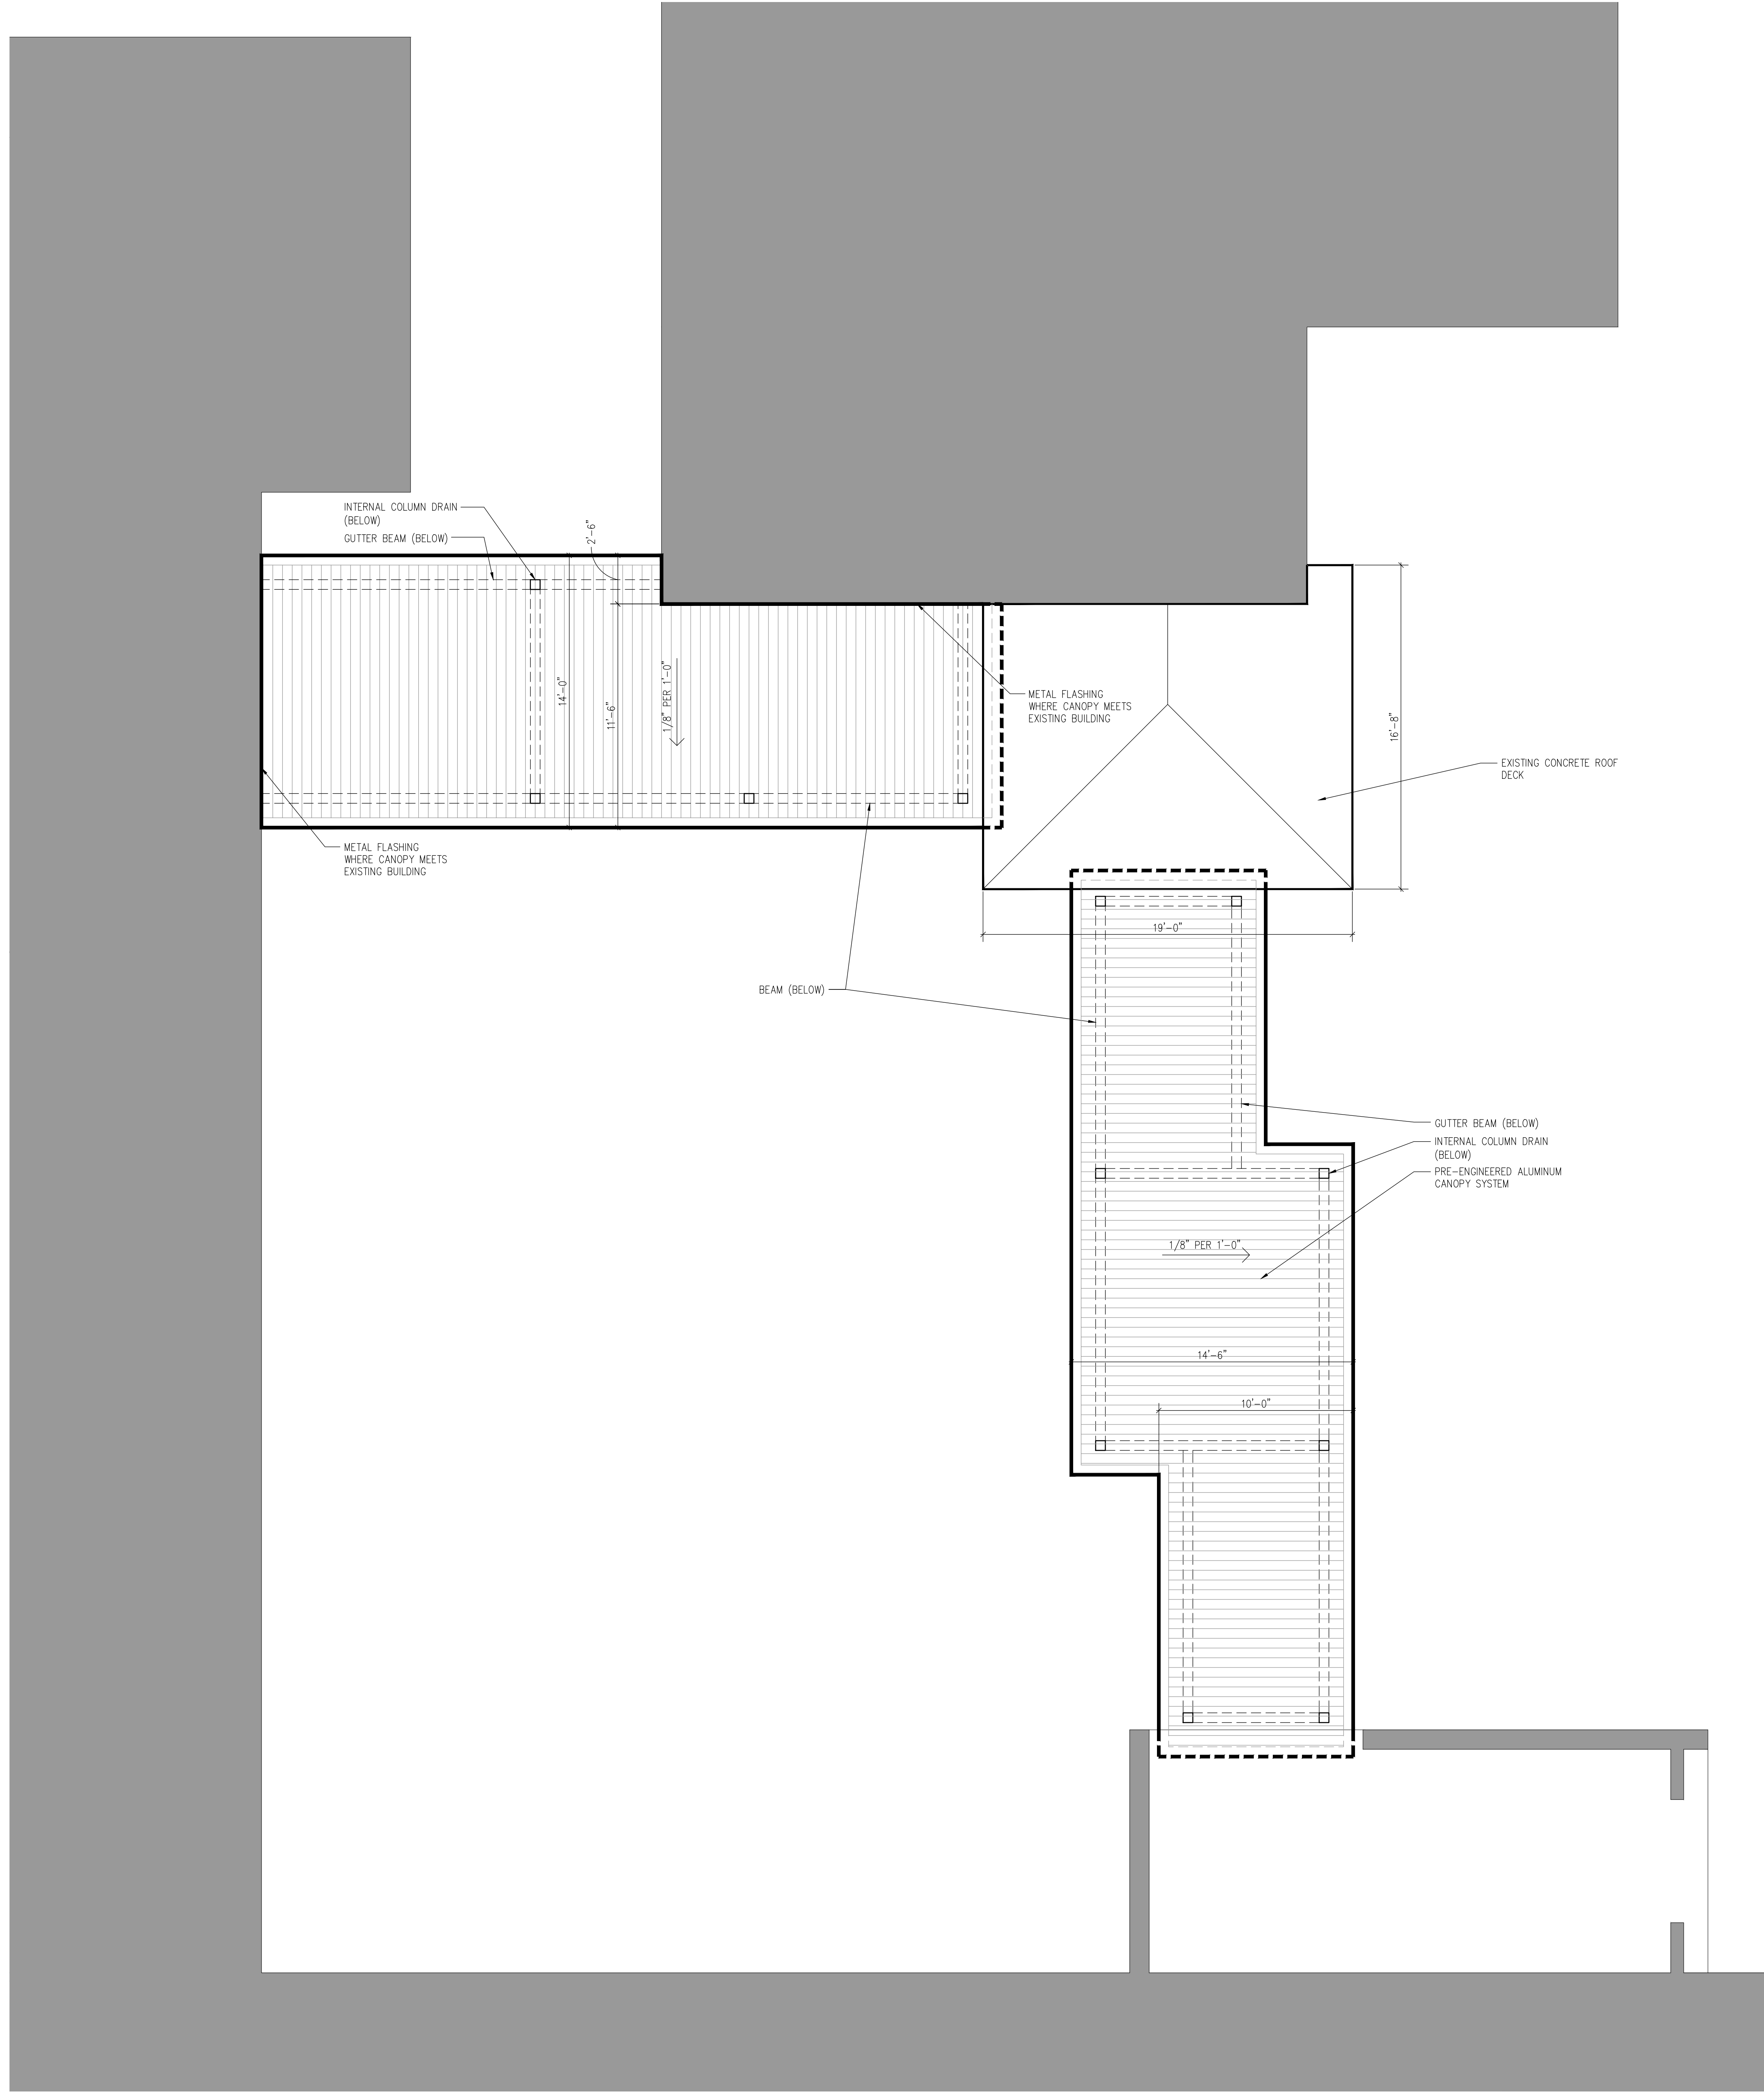 INTERNAL COLUMN DRAIN
(BELOW)
GUTTER BEAM (BELOW)
2'-6"
14'-0"
11'-6"
1/8" PER 1'-0"
METAL FLASHING
WHERE CANOPY MEETS
EXISTING BUILDING
16'-8"
EXISTING CONCRETE ROOF
DECK
METAL FLASHING
WHERE CANOPY MEETS
EXISTING BUILDING
19'-0"
BEAM (BELOW)
GUTTER BEAM (BELOW)
INTERNAL COLUMN DRAIN
(BELOW)
PRE-ENGINEERED ALUMINUM
CANOPY SYSTEM
1/8" PER 1'-0"
14'-6"
10'-0"